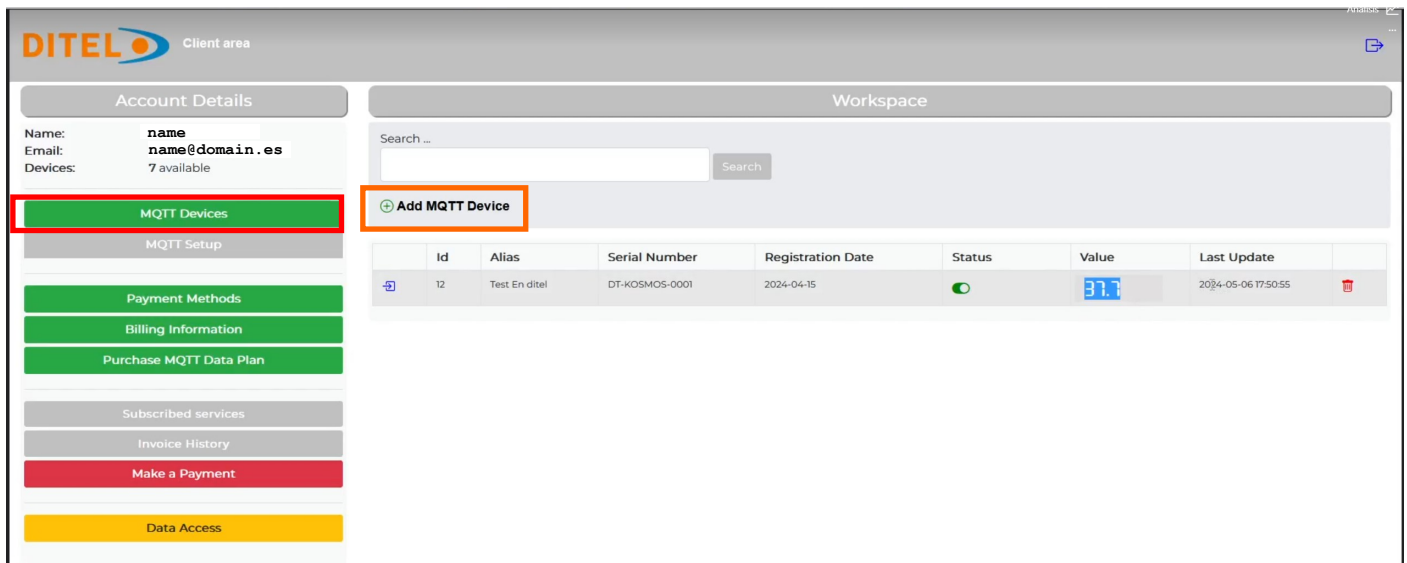 Analisis
DITEL Client area
...
Account Details
Name: name
Email: name@domain.es
Devices: 7 available
MQTT Devices
MQTT Setup
Payment Methods
Billing Information
Purchase MQTT Data Plan
Subscribed services
Invoice History
Make a Payment
Data Access
Workspace
Search ...
Search
Add MQTT Device
Id Alias Serial Number Registration Date Status Value Last Update
12 Test En ditel DT-KOSMOS-0001 2024-04-15 37.7 2024-05-06 17:50:55